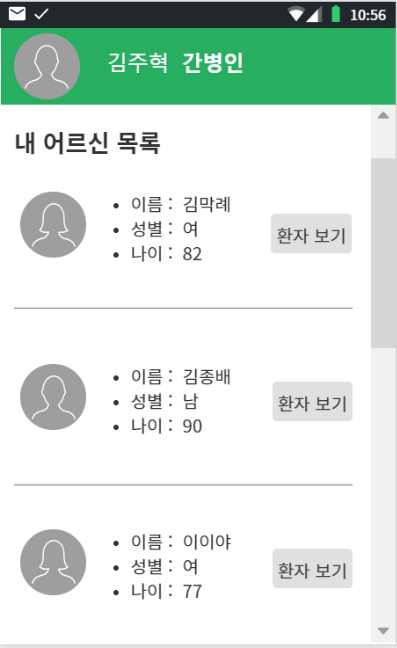 10:56
김주혁 간병인
내 어르신 목록
• 이름 : 김막례
• 성별 : 여
• 나이 : 82
환자 보기
• 이름 : 김종배
• 성별 : 남
• 나이 : 90
환자 보기
• 이름 : 이이야
• 성별 : 여
• 나이 : 77
환자 보기